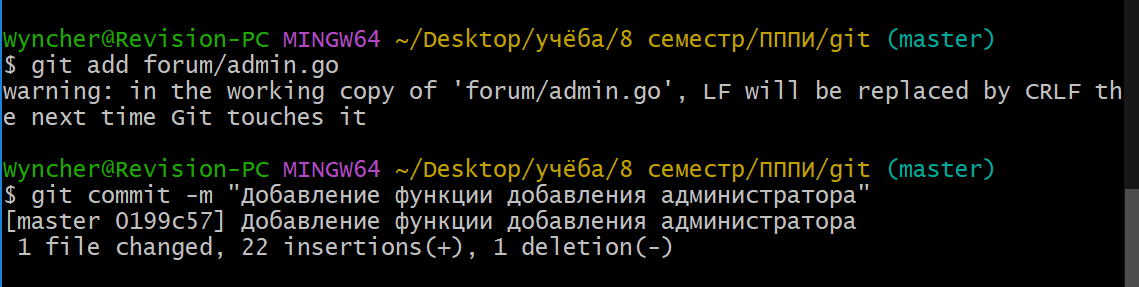 Wyncher@Revision-PC MINGW64 ~/Desktop/учёба/8 семестр/ПППИ/git (master)
$ git add forum/admin.go
warning: in the working copy of 'forum/admin.go', LF will be replaced by CRLF th
e next time Git touches it
Wyncher@Revision-PC MINGW64 ~/Desktop/учёба/8 семестр/ПППИ/git (master)
$ git commit -m "Добавление функции добавления администратора"
[master 0199c57] Добавление функции добавления администратора
 1 file changed, 22 insertions(+), 1 deletion(-)